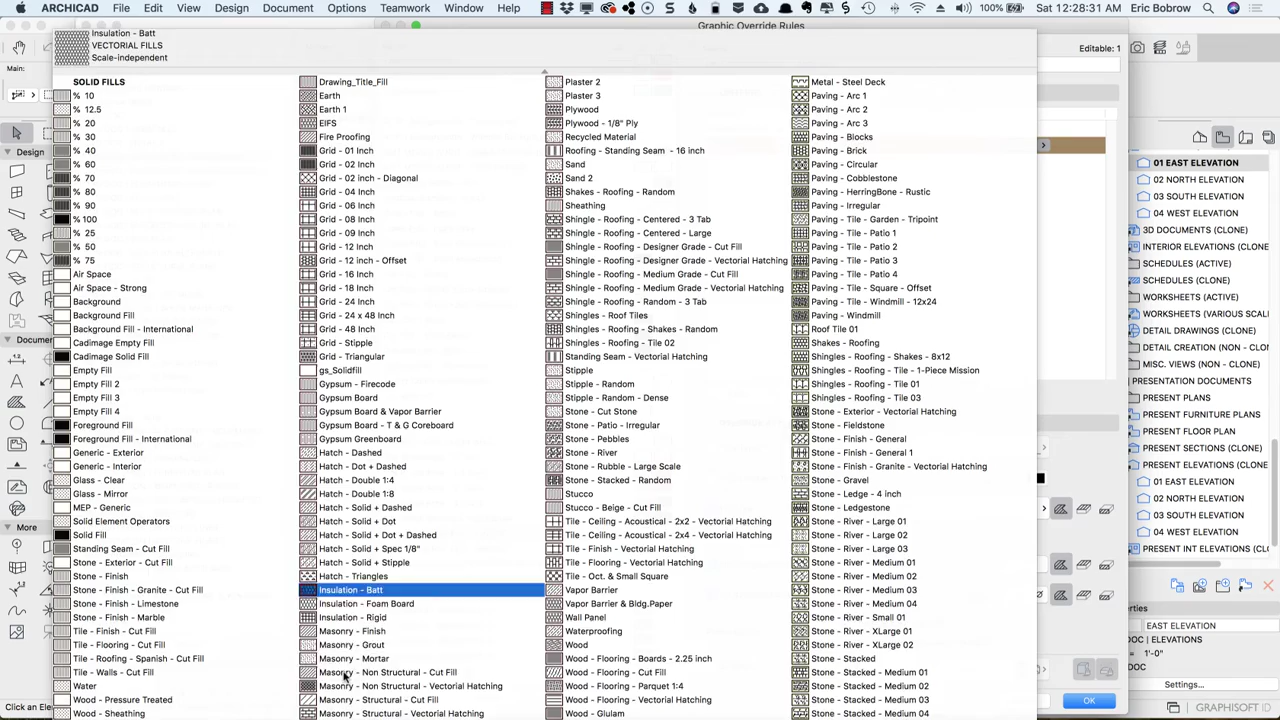 ARCHICAD File Edit View Design Document Options Teamwork Window Help 100% Sat 12:28:31 AM Eric Bobrow
Graphic Override Rules
Insulation - Batt
VECTORIAL FILLS
Scale-independent
Editable: 1
Main:
Design
Docume
More
Click an Ele
SOLID FILLS
% 10
% 12.5
% 20
% 30
% 40
% 60
% 70
% 80
% 90
%100
% 25
% 50
% 75
Air Space
Air Space - Strong
Background
Background Fill
Background Fill - International
Cadimage Empty Fill
Cadimage Solid Fill
Empty Fill
Empty Fill 2
Empty Fill 3
Empty Fill 4
Foreground Fill
Foreground Fill - International
Generic - Exterior
Generic - Interior
Glass - Clear
Glass - Mirror
MEP - Generic
Solid Element Operators
Solid Fill
Standing Seam - Cut Fill
Stone - Exterior - Cut Fill
Stone - Finish
Stone - Finish - Granite - Cut Fill
Stone - Finish - Limestone
Stone - Finish - Marble
Tile - Finish - Cut Fill
Tile - Flooring - Cut Fill
Tile - Roofing - Spanish - Cut Fill
Tile - Walls - Cut Fill
Water
Wood - Pressure Treated
Wood - Sheathing
Drawing_Title_Fill
Earth
Earth 1
EIFS
Fire Proofing
Grid - 01 Inch
Grid - 02 Inch
Grid - 02 inch - Diagonal
Grid - 04 Inch
Grid - 06 Inch
Grid - 08 Inch
Grid - 09 Inch
Grid - 12 Inch
Grid - 12 inch - Offset
Grid - 16 Inch
Grid - 18 Inch
Grid - 24 Inch
Grid - 24 x 48 Inch
Grid - 48 Inch
Grid - Stipple
Grid - Triangular
gs_Solidfill
Gypsum - Firecode
Gypsum Board
Gypsum Board & Vapor Barrier
Gypsum Board - T & G Coreboard
Gypsum Greenboard
Hatch - Dashed
Hatch - Dot + Dashed
Hatch - Double 1:4
Hatch - Double 1:8
Hatch - Solid + Dashed
Hatch - Solid + Dot
Hatch - Solid + Dot + Dashed
Hatch - Solid + Spec 1/8"
Hatch - Solid + Stipple
Hatch - Triangles
Insulation - Batt
Insulation - Foam Board
Insulation - Rigid
Masonry - Finish
Masonry - Grout
Masonry - Mortar
Masonry - Non Structural - Cut Fill
Masonry - Non Structural - Vectorial Hatching
Masonry - Structural - Cut Fill
Masonry - Structural - Vectorial Hatching
Plaster 2
Plaster 3
Plywood
Plywood - 1/8" Ply
Recycled Material
Roofing - Standing Seam - 16 inch
Sand
Sand 2
Shakes - Roofing - Random
Sheathing
Shingle - Roofing - Centered - 3 Tab
Shingle - Roofing - Centered - Large
Shingle - Roofing - Designer Grade - Cut Fill
Shingle - Roofing - Designer Grade - Vectorial Hatching
Shingle - Roofing - Medium Grade - Cut Fill
Shingle - Roofing - Medium Grade - Vectorial Hatching
Shingle - Roofing - Random - 3 Tab
Shingles - Roof Tiles
Shingles - Roofing - Shakes - Random
Shingles - Roofing - Tile 02
Standing Seam - Vectorial Hatching
Stipple
Stipple - Random
Stipple - Random - Dense
Stone - Cut Stone
Stone - Patio - Irregular
Stone - Pebbles
Stone - River
Stone - Rubble - Large Scale
Stone - Stacked - Random
Stucco
Stucco - Beige - Cut Fill
Tile - Ceiling - Acoustical - 2x2 - Vectorial Hatching
Tile - Ceiling - Acoustical - 2x4 - Vectorial Hatching
Tile - Finish - Vectorial Hatching
Tile - Flooring - Vectorial Hatching
Tile - Oct. & Small Square
Vapor Barrier
Vapor Barrier & Bldg.Paper
Wall Panel
Waterproofing
Wood
Wood - Flooring - Boards - 2.25 inch
Wood - Flooring - Cut Fill
Wood - Flooring - Parquet 1:4
Wood - Flooring - Vectorial Hatching
Wood - Glulam
Metal - Steel Deck
Paving - Arc 1
Paving - Arc 2
Paving - Arc 3
Paving - Blocks
Paving - Brick
Paving - Circular
Paving - Cobblestone
Paving - HerringBone - Rustic
Paving - Irregular
Paving - Tile - Garden - Tripoint
Paving - Tile - Patio 1
Paving - Tile - Patio 2
Paving - Tile - Patio 3
Paving - Tile - Patio 4
Paving - Tile - Square - Offset
Paving - Tile - Windmill - 12x24
Paving - Windmill
Roof Tile 01
Shakes - Roofing
Shingles - Roofing - Shakes - 8x12
Shingles - Roofing - Tile - 1-Piece Mission
Shingles - Roofing - Tile 01
Shingles - Roofing - Tile 03
Stone - Exterior - Vectorial Hatching
Stone - Fieldstone
Stone - Finish - General
Stone - Finish - General 1
Stone - Finish - Granite - Vectorial Hatching
Stone - Gravel
Stone - Ledge - 4 inch
Stone - Ledgestone
Stone - River - Large 01
Stone - River - Large 02
Stone - River - Large 03
Stone - River - Medium 01
Stone - River - Medium 02
Stone - River - Medium 03
Stone - River - Medium 04
Stone - River - Small 01
Stone - River - XLarge 01
Stone - River - XLarge 02
Stone - Stacked
Stone - Stacked - Medium 01
Stone - Stacked - Medium 02
Stone - Stacked - Medium 03
Stone - Stacked - Medium 04
01 EAST ELEVATION
02 NORTH ELEVATION
03 SOUTH ELEVATION
04 WEST ELEVATION
3D DOCUMENTS (CLONE)
INTERIOR ELEVATIONS (CLONE
SCHEDULES (ACTIVE)
SCHEDULES (CLONE)
WORKSHEETS (ACTIVE)
WORKSHEETS (VARIOUS SCAL
DETAIL DRAWINGS (CLONE)
DETAIL CREATION (NON - CLON
MISC. VIEWS (NON - CLONE)
PRESENTATION DOCUMENTS
PRESENT PLANS
PRESENT FURNITURE PLANS
PRESENT FLOOR PLAN
PRESENT SECTIONS (CLONE)
PRESENT ELEVATIONS (CLONE)
01 EAST ELEVATION
02 NORTH ELEVATION
03 SOUTH ELEVATION
04 WEST ELEVATION
PRESENT INT ELEVATIONS (CLO
perties
EAST ELEVATION
DOC | ELEVATIONS
1'-0"
DOC
Settings...
OK
GRAPHISOFT ID